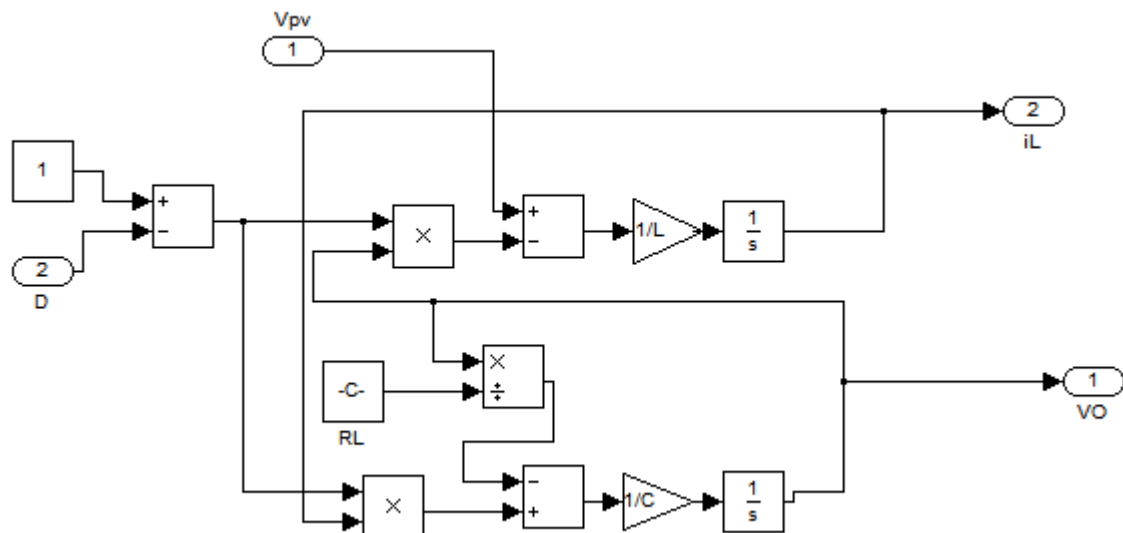 Vpv
1
2
iL
1
+
−
+
−
×
1/L
1
s
2
D
×
÷
-C-
RL
1
VO
−
+
×
1/C
1
s